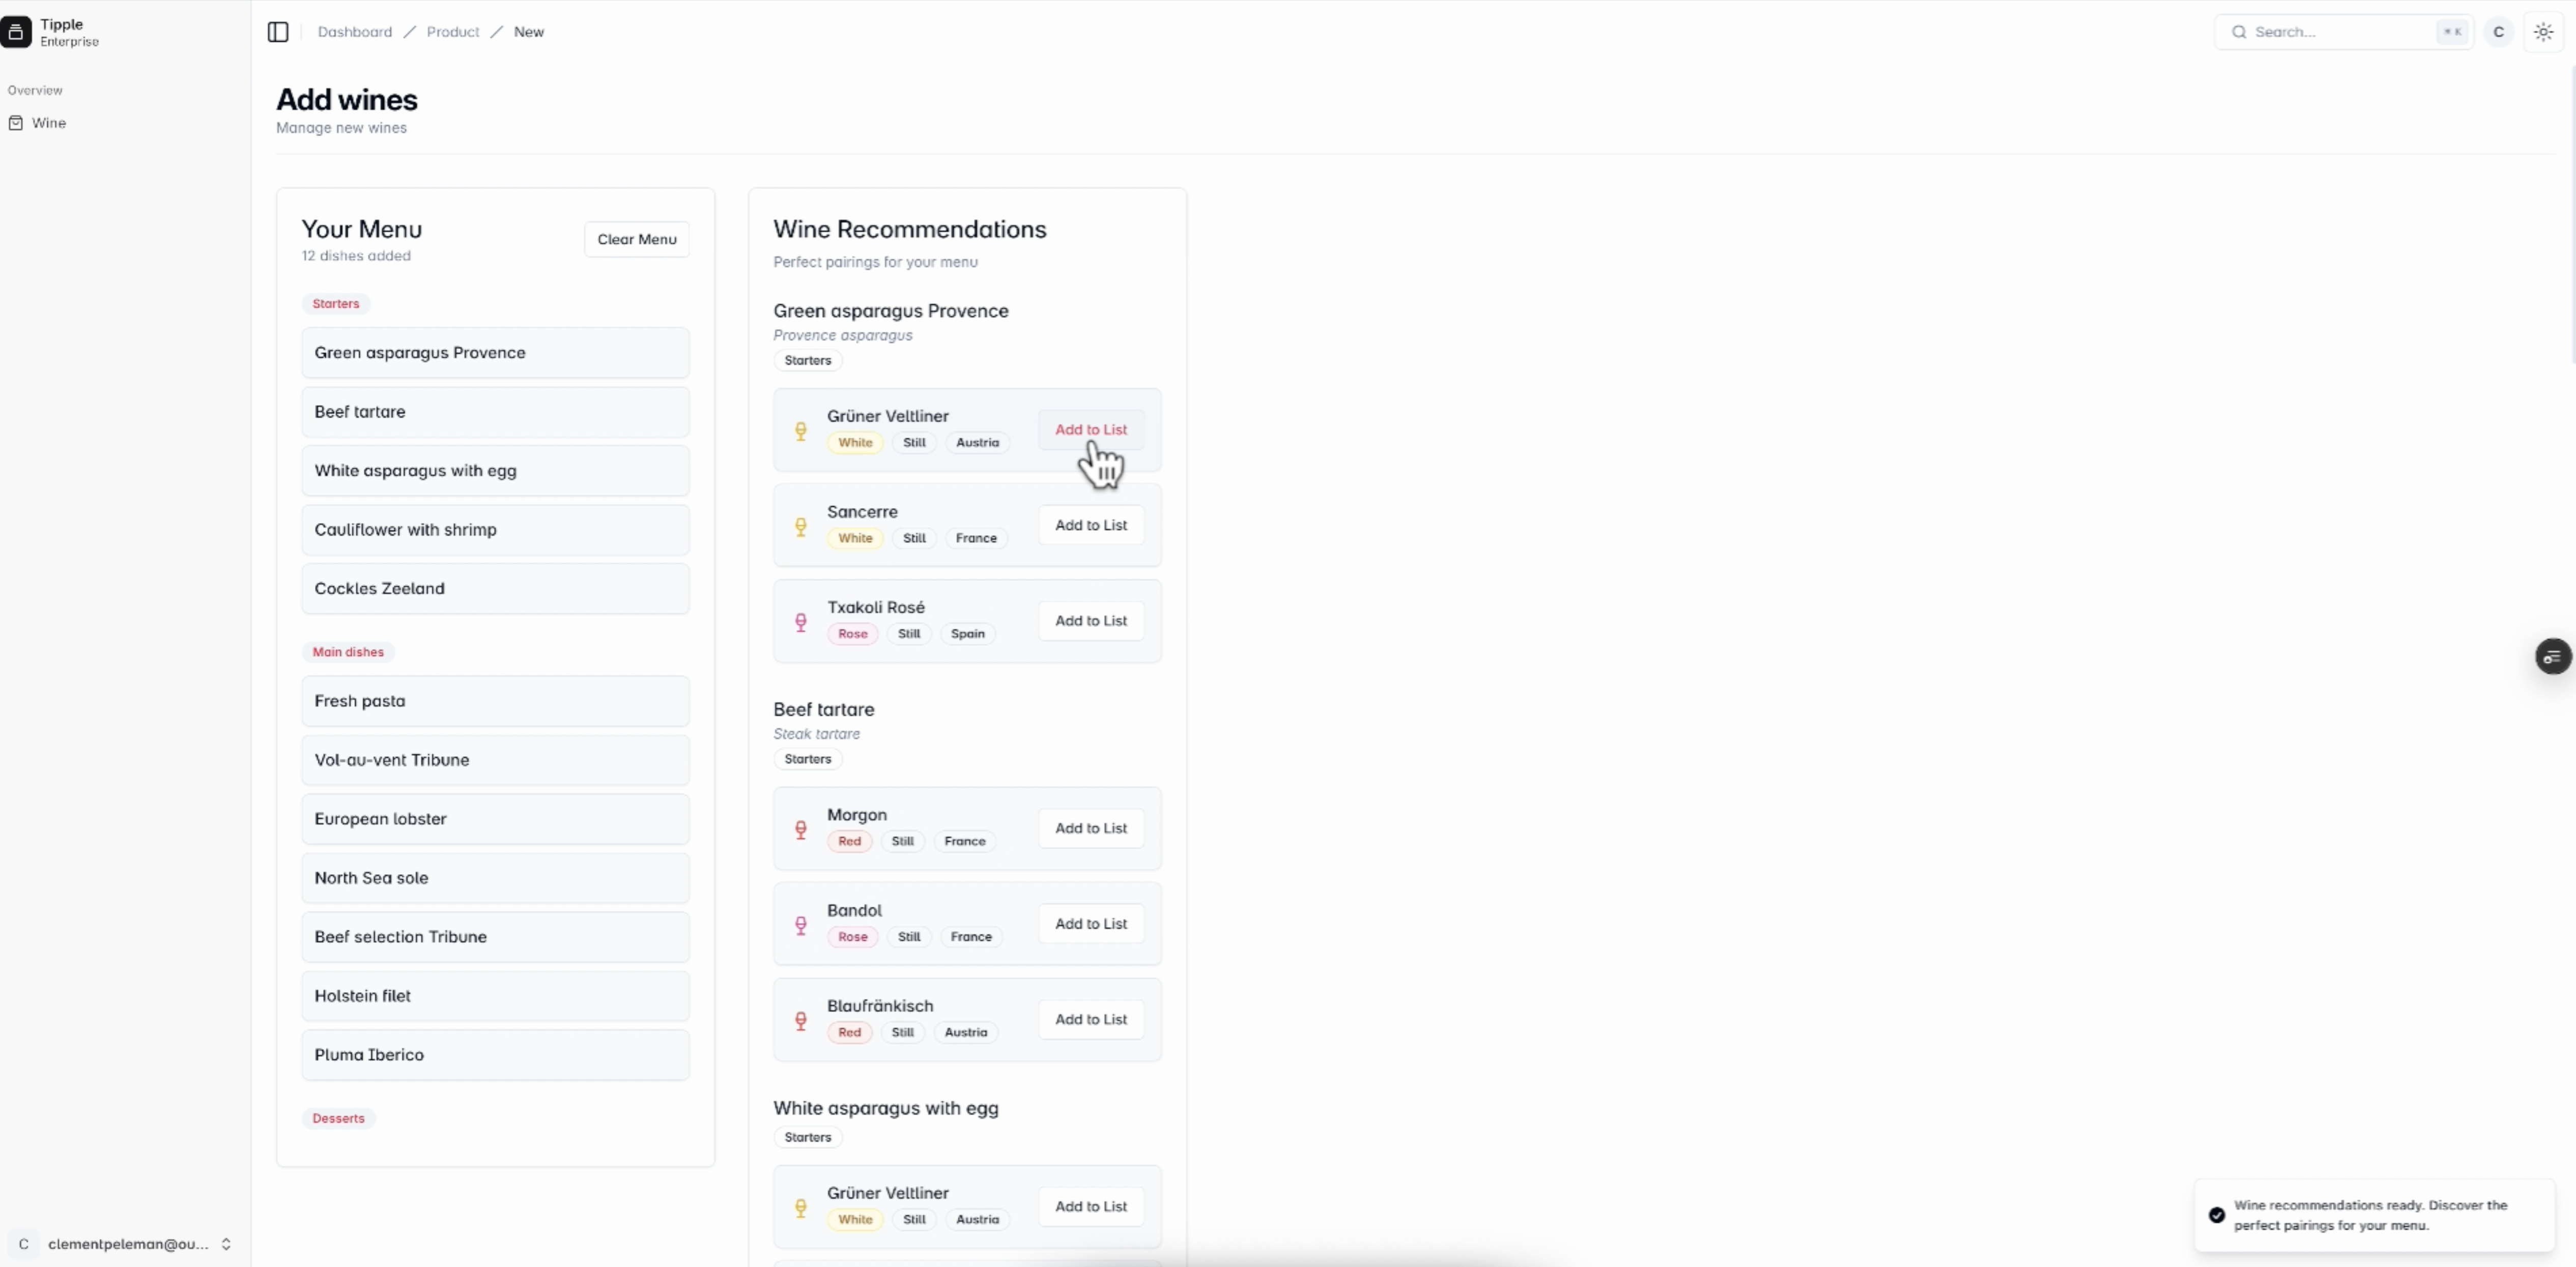 Tipple
Enterprise
Overview
Wine
clementpeleman@ou...
C
Dashboard / Product / New
Search...
⌘ K
C
Add wines
Manage new wines
Your Menu
12 dishes added
Clear Menu
Starters
Green asparagus Provence
Beef tartare
White asparagus with egg
Cauliflower with shrimp
Cockles Zeeland
Main dishes
Fresh pasta
Vol-au-vent Tribune
European lobster
North Sea sole
Beef selection Tribune
Holstein filet
Pluma Iberico
Desserts
Wine Recommendations
Perfect pairings for your menu
Green asparagus Provence
Provence asparagus
Starters
Grüner Veltliner
White Still Austria
Add to List
Sancerre
White Still France
Add to List
Txakoli Rosé
Rose Still Spain
Add to List
Beef tartare
Steak tartare
Starters
Morgon
Red Still France
Add to List
Bandol
Rose Still France
Add to List
Blaufränkisch
Red Still Austria
Add to List
White asparagus with egg
Starters
Grüner Veltliner
White Still Austria
Add to List
Wine recommendations ready. Discover the
perfect pairings for your menu.